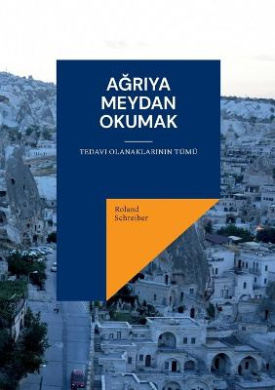 AĞRIYA
MEYDAN
OKUMAK
TEDAVI OLANAKLARININ TÜMÜ
Roland
Schreiber